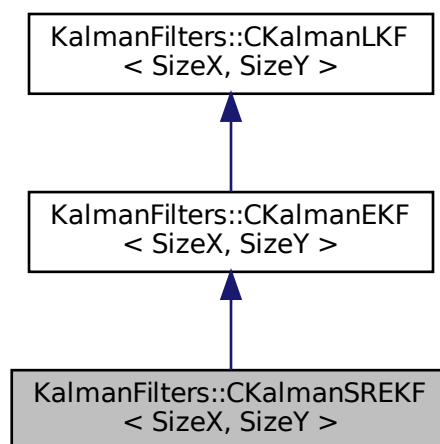 KalmanFilters::CKalmanLKF
< SizeX, SizeY >
KalmanFilters::CKalmanEKF
< SizeX, SizeY >
KalmanFilters::CKalmanSREKF
< SizeX, SizeY >